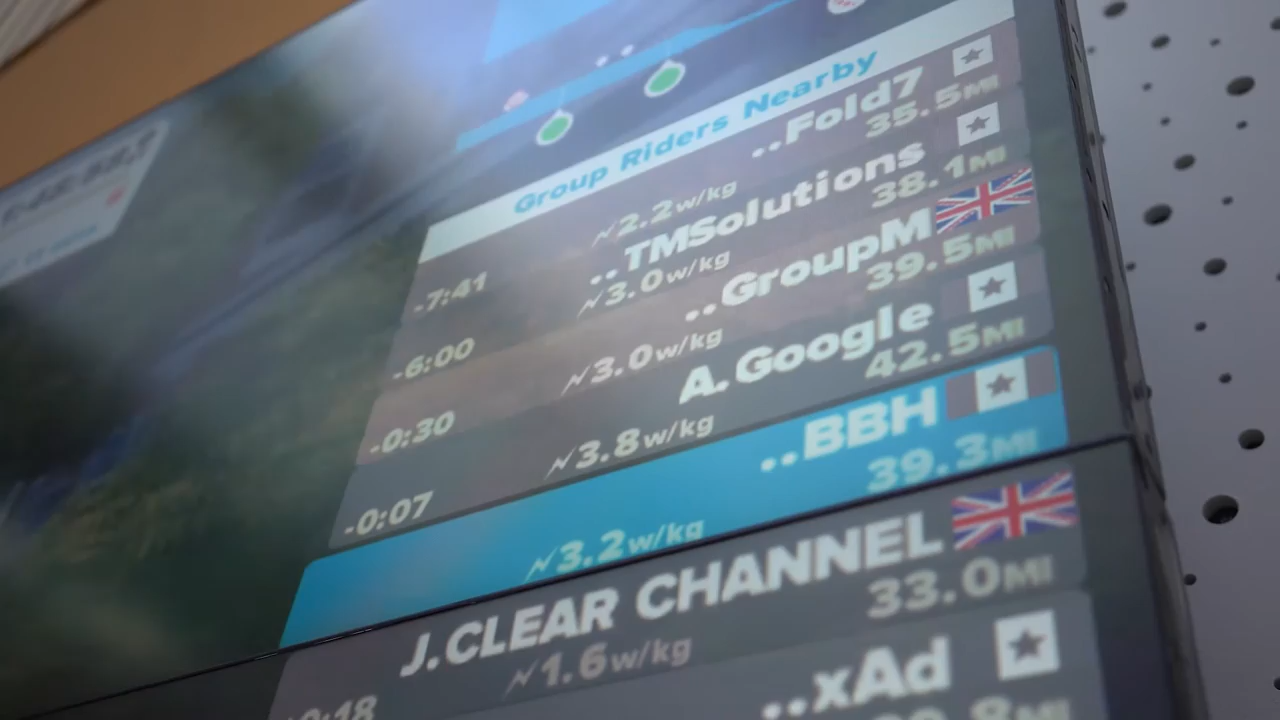 Group Riders Nearby
..Fold7
-7:41 2.2w/kg 35.5MI
..TMSolutions
-6:00 3.0w/kg 38.1MI
..GroupM
-0:30 3.0w/kg 39.5MI
A.Google
-0:07 3.8w/kg 42.5MI
..BBH
3.2w/kg 39.3MI
J.CLEAR CHANNEL
1.6w/kg 33.0MI
..xAd